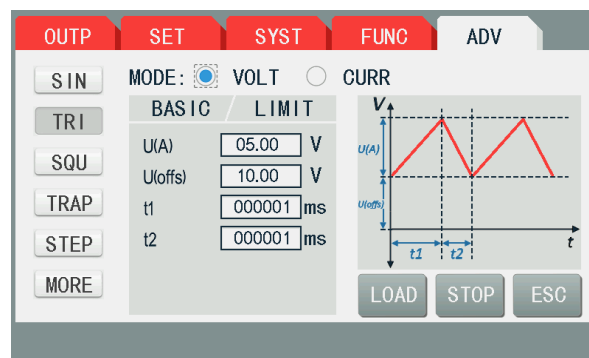 OUTP SET SYST FUNC ADV
SIN
TRI
SQU
TRAP
STEP
MORE
MODE: VOLT CURR
BASIC / LIMIT
U(A) 05.00 V
U(offs) 10.00 V
t1 000001 ms
t2 000001 ms
V
U(A)
U(offs)
t1 t2 t
LOAD STOP ESC